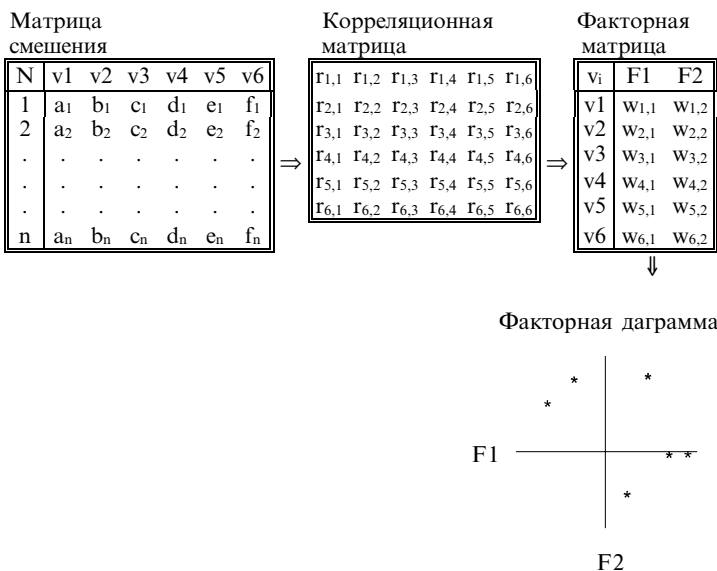 Матрица смешения
N v1 v2 v3 v4 v5 v6
1 a1 b1 c1 d1 e1 f1
2 a2 b2 c2 d2 e2 f2
. . . . . . .
. . . . . . .
. . . . . . .
n an bn cn dn en fn
⇒
Корреляционная матрица
r1,1 r1,2 r1,3 r1,4 r1,5 r1,6
r2,1 r2,2 r2,3 r2,4 r2,5 r2,6
r3,1 r3,2 r3,3 r3,4 r3,5 r3,6
r4,1 r4,2 r4,3 r4,4 r4,5 r4,6
r5,1 r5,2 r5,3 r5,4 r5,5 r5,6
r6,1 r6,2 r6,3 r6,4 r6,5 r6,6
⇒
Факторная матрица
vi F1 F2
v1 w1,1 w1,2
v2 w2,1 w2,2
v3 w3,1 w3,2
v4 w4,1 w4,2
v5 w5,1 w5,2
v6 w6,1 w6,2
⇓
Факторная даграмма
F1
F2